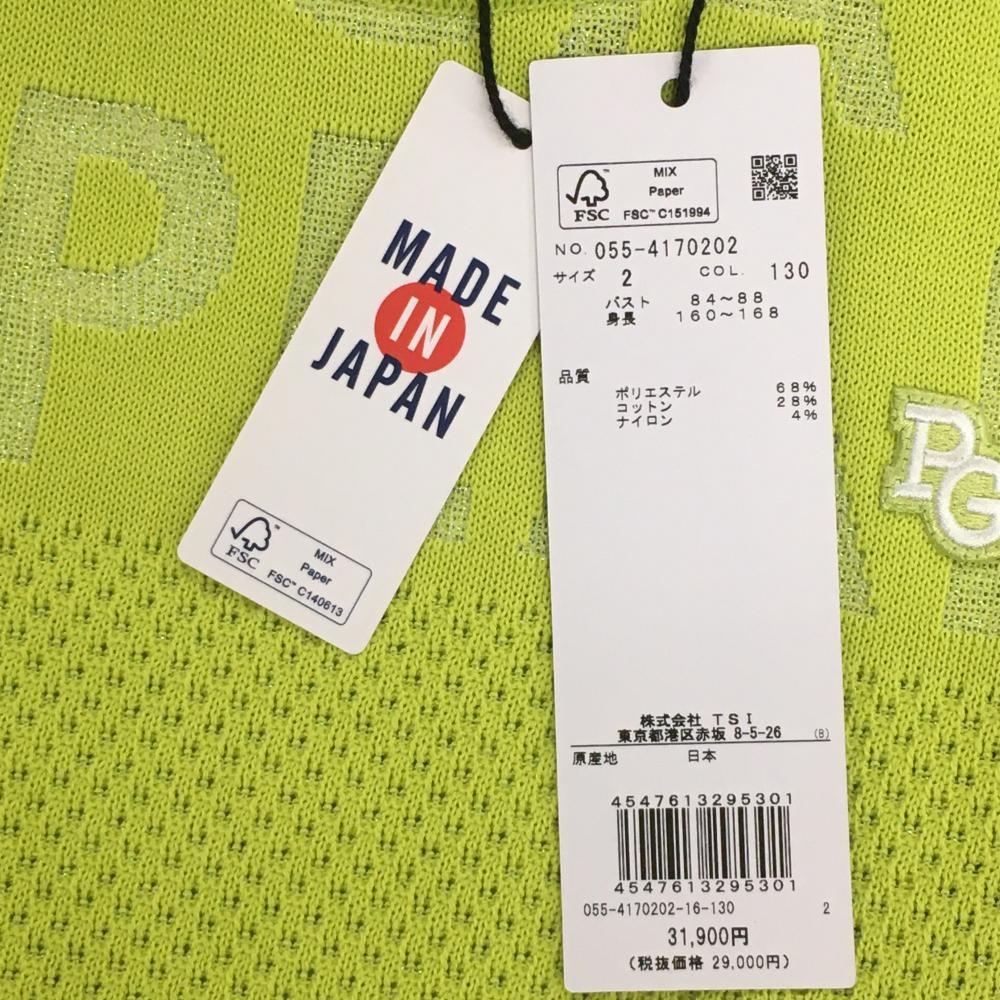 MADE
IN
JAPAN
FSC™
MIX
Paper
FSC™ C140613
FSC™
MIX
Paper
FSC™ C151994
NO. 055-4170202
サイズ 2 COL. 130
バスト 84～88
身長 160～168
品質
ポリエステル 68%
コットン 28%
ナイロン 4%
株式会社 TSI
東京都港区赤坂 8-5-26 (B)
原産地 日本
4547613295301
4547613295301
055-4170202-16-130 2
31,900円
(税抜価格 29,000円)
PG